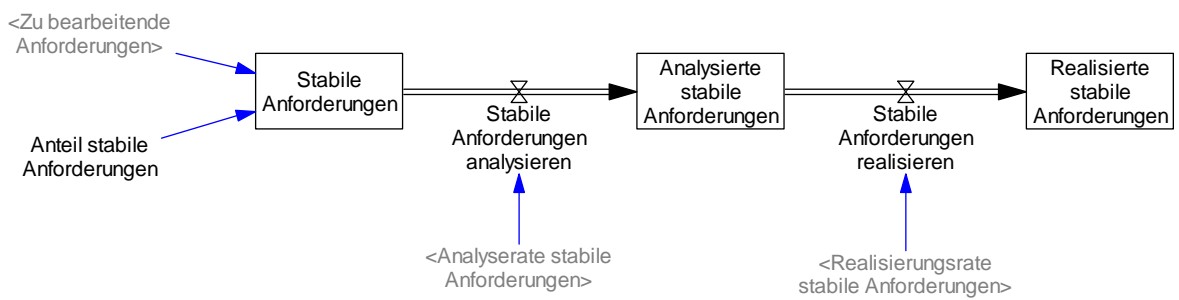 <Zu bearbeitende
Anforderungen>
Anteil stabile
Anforderungen
Stabile
Anforderungen
Stabile
Anforderungen
analysieren
<Analyserate stabile
Anforderungen>
Analysierte
stabile
Anforderungen
Stabile
Anforderungen
realisieren
<Realisierungsrate
stabile Anforderungen>
Realisierte
stabile
Anforderungen